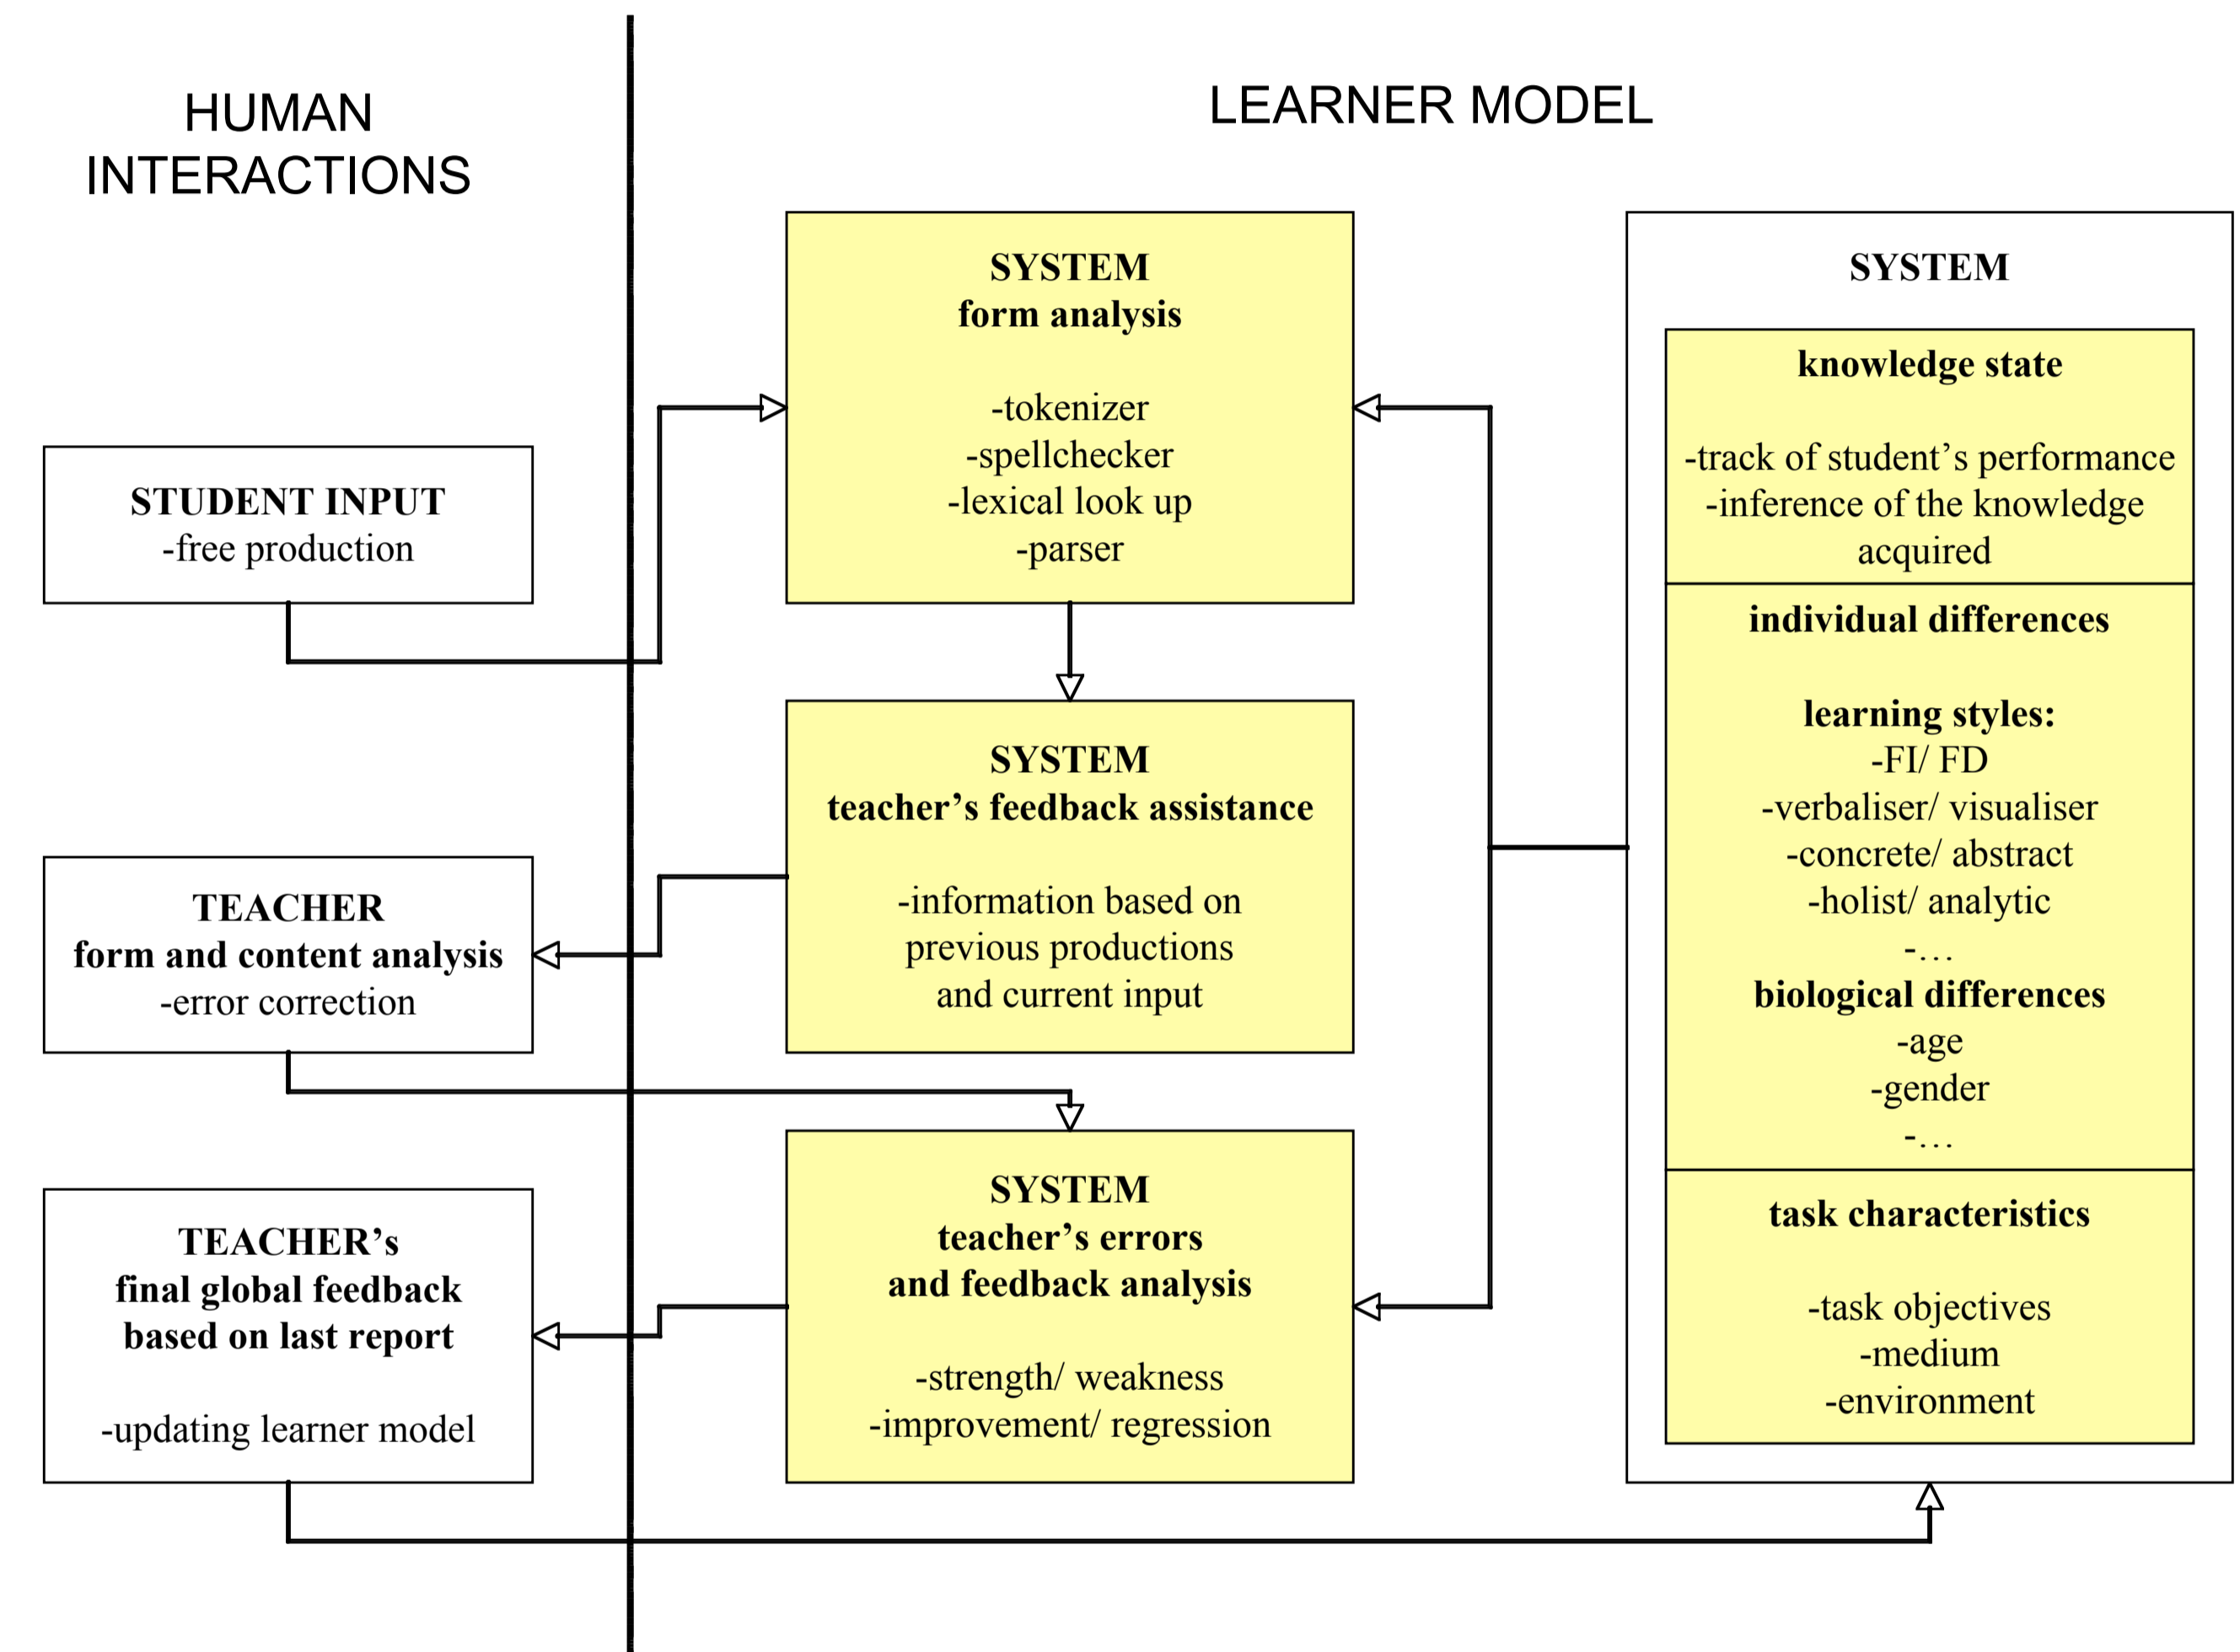 HUMAN
INTERACTIONS
LEARNER MODEL
STUDENT INPUT
-free production
TEACHER
form and content analysis
-error correction
TEACHER's
final global feedback
based on last report
-updating learner model
SYSTEM
form analysis
-tokenizer
-spellchecker
-lexical look up
-parser
SYSTEM
teacher’s feedback assistance
-information based on
previous productions
and current input
SYSTEM
teacher’s errors
and feedback analysis
-strength/ weakness
-improvement/ regression
SYSTEM
knowledge state
-track of student’s performance
-inference of the knowledge
acquired
individual differences
learning styles:
-FI/ FD
-verbaliser/ visualiser
-concrete/ abstract
-holist/ analytic
-…
biological differences
-age
-gender
-…
task characteristics
-task objectives
-medium
-environment